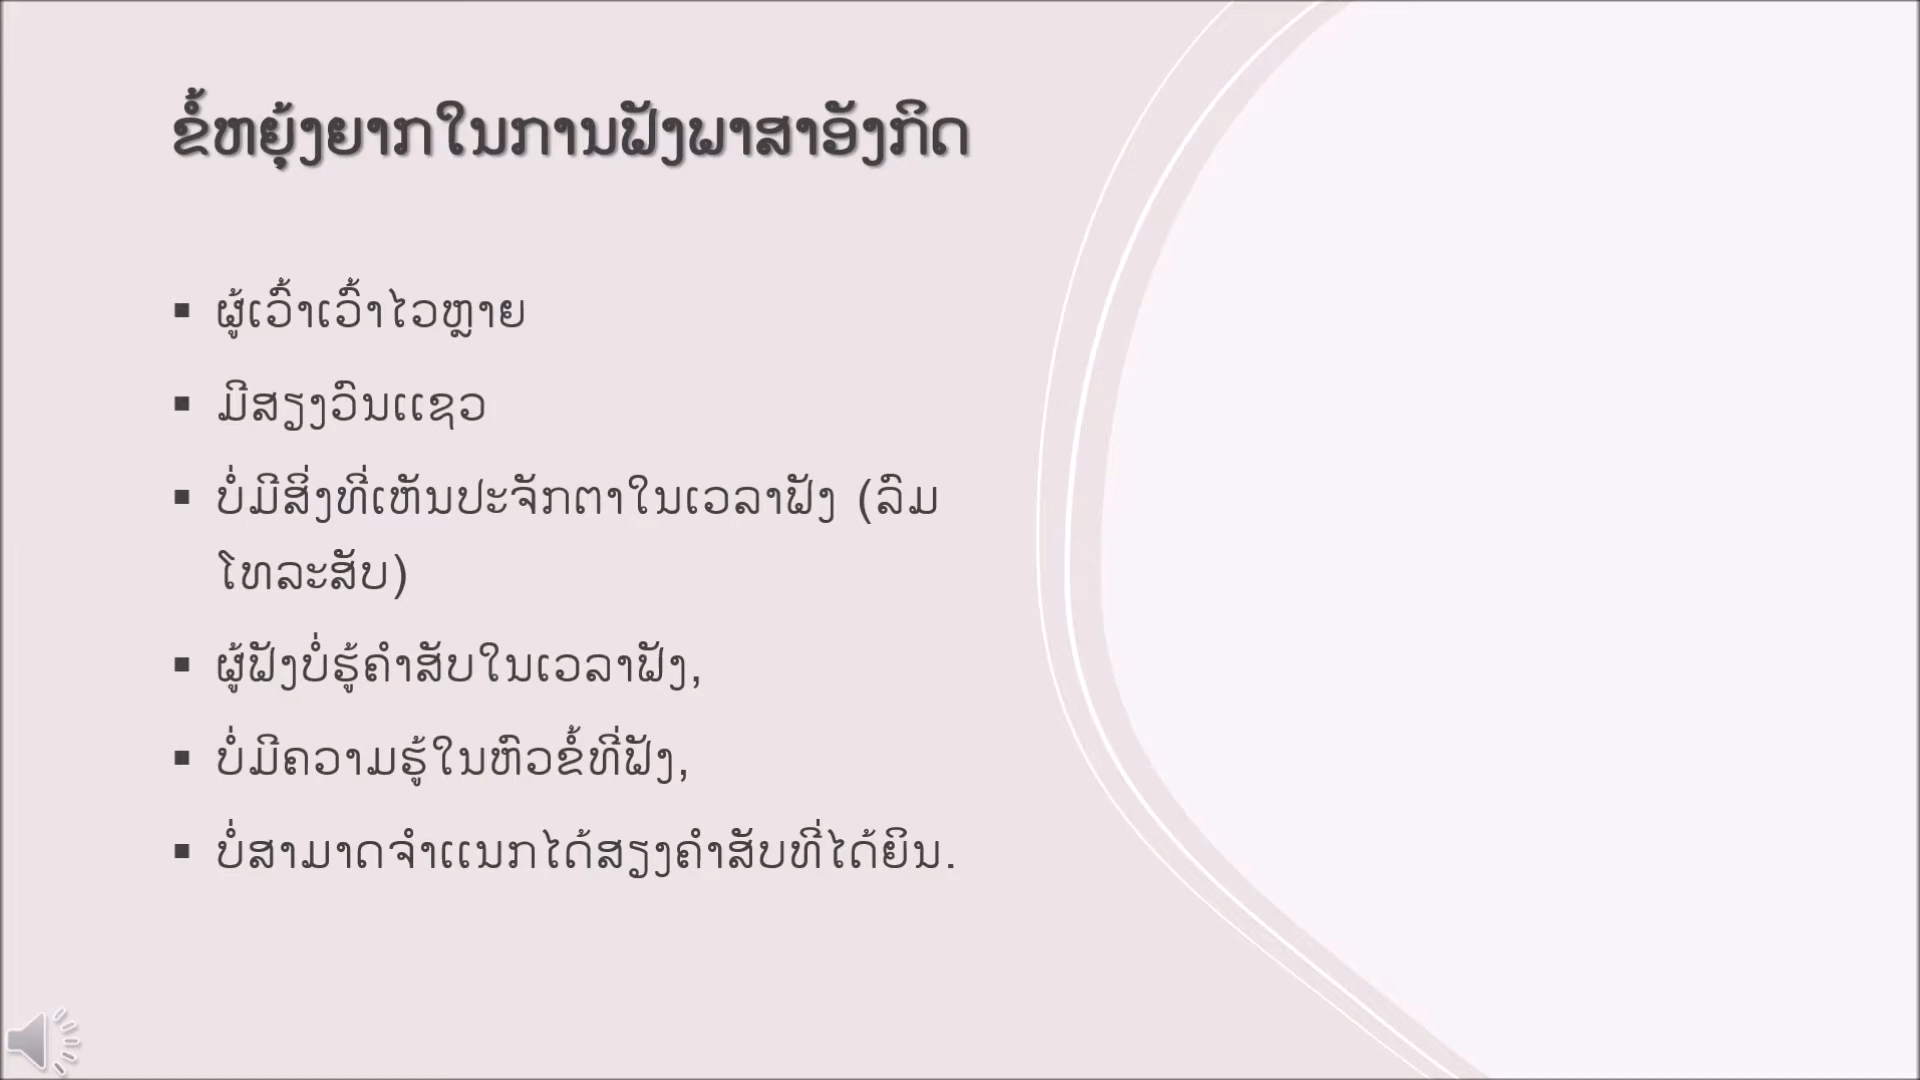 ຂໍ້ຫຍຸ້ງຍາກໃນການຟັງພາສາອັງກິດ
▪ ຜູ້ເວົ້າເວົ້າໄວຫຼາຍ
▪ ມີສຽງວົນແຊວ
▪ ບໍ່ມີສິ່ງທີ່ເຫັນປະຈັກຕາໃນເວລາຟັງ (ລົມ
ໂທລະສັບ)
▪ ຜູ້ຟັງບໍ່ຮູ້ຄຳສັບໃນເວລາຟັງ,
▪ ບໍ່ມີຄວາມຮູ້ໃນຫົວຂໍ້ທີ່ຟັງ,
▪ ບໍ່ສາມາດຈຳແນກໄດ້ສຽງຄຳສັບທີ່ໄດ້ຍິນ.